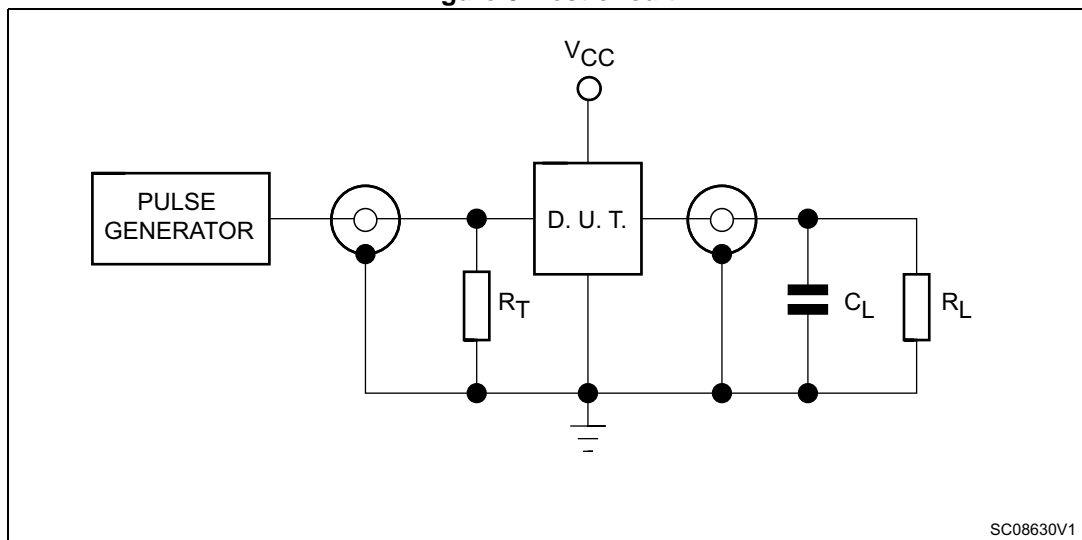 VCC
PULSE
GENERATOR
D. U. T.
RT
CL
RL
SC08630V1